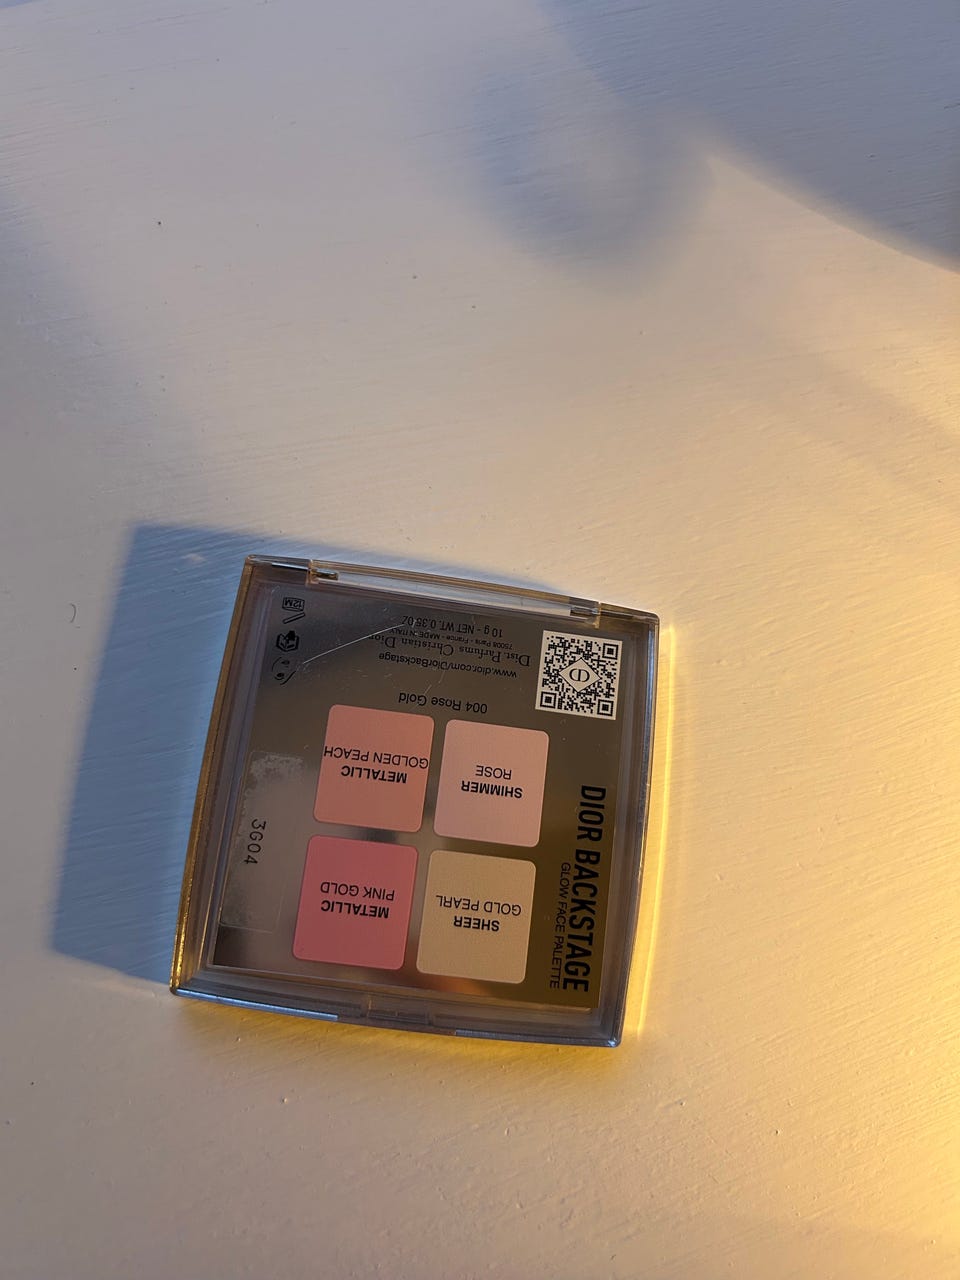 DIOR BACKSTAGE
GLOW FACE PALETTE
SHEER
GOLD PEARL
METALLIC
PINK GOLD
SHIMMER
ROSE
METALLIC
GOLDEN PEACH
004 Rose Gold
www.dior.com/DiorBackstage
Dist. Parfums Christian Dior
75008 Paris - France - MADE IN ITALY
10 g - NET WT. 0.35 OZ
12M
3G04
CD